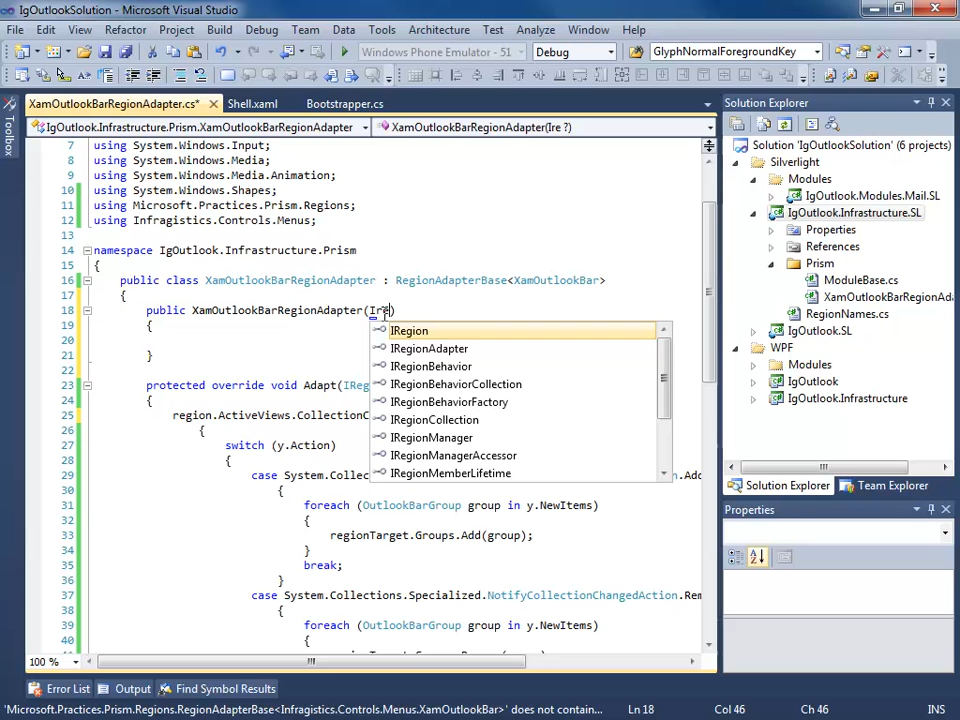 IgOutlookSolution - Microsoft Visual Studio
File Edit View Refactor Project Build Debug Team Data Tools Architecture Test Analyze Window Help
Windows Phone Emulator - 51 Debug GlyphNormalForegroundKey
XamOutlookBarRegionAdapter.cs* Shell.xaml Bootstrapper.cs
IgOutlook.Infrastructure.Prism.XamOutlookBarRegionAdapter XamOutlookBarRegionAdapter(Ire ?)
Toolbox
7 using System.Windows.Input;
8 using System.Windows.Media;
9 using System.Windows.Media.Animation;
10 using System.Windows.Shapes;
11 using Microsoft.Practices.Prism.Regions;
12 using Infragistics.Controls.Menus;
13
14 namespace IgOutlook.Infrastructure.Prism
15 {
16 public class XamOutlookBarRegionAdapter : RegionAdapterBase<XamOutlookBar>
17 {
18 public XamOutlookBarRegionAdapter(Ire)
19 {
20
21 }
22
23 protected override void Adapt(IReg
24 {
25 region.ActiveViews.CollectionC
26 {
27 switch (y.Action)
28 {
29 case System.Collec Add
30 {
31 foreach (OutlookBarGroup group in y.NewItems)
32 {
33 regionTarget.Groups.Add(group);
34 }
35 break;
36 }
37 case System.Collections.Specialized.NotifyCollectionChangedAction.Rem
38 {
39 foreach (OutlookBarGroup group in y.NewItems)
40 {
IRegion
IRegionAdapter
IRegionBehavior
IRegionBehaviorCollection
IRegionBehaviorFactory
IRegionCollection
IRegionManager
IRegionManagerAccessor
IRegionMemberLifetime
100 %
Solution Explorer
Solution 'IgOutlookSolution' (6 projects)
Silverlight
Modules
IgOutlook.Modules.Mail.SL
IgOutlook.Infrastructure.SL
Properties
References
Prism
ModuleBase.cs
XamOutlookBarRegionAda
RegionNames.cs
IgOutlook.SL
WPF
Modules
IgOutlook
IgOutlook.Infrastructure
Solution Explorer Team Explorer
Properties
Error List Output Find Symbol Results
'Microsoft.Practices.Prism.Regions.RegionAdapterBase<Infragistics.Controls.Menus.XamOutlookBar>' does not contain... Ln 18 Col 46 Ch 46 INS